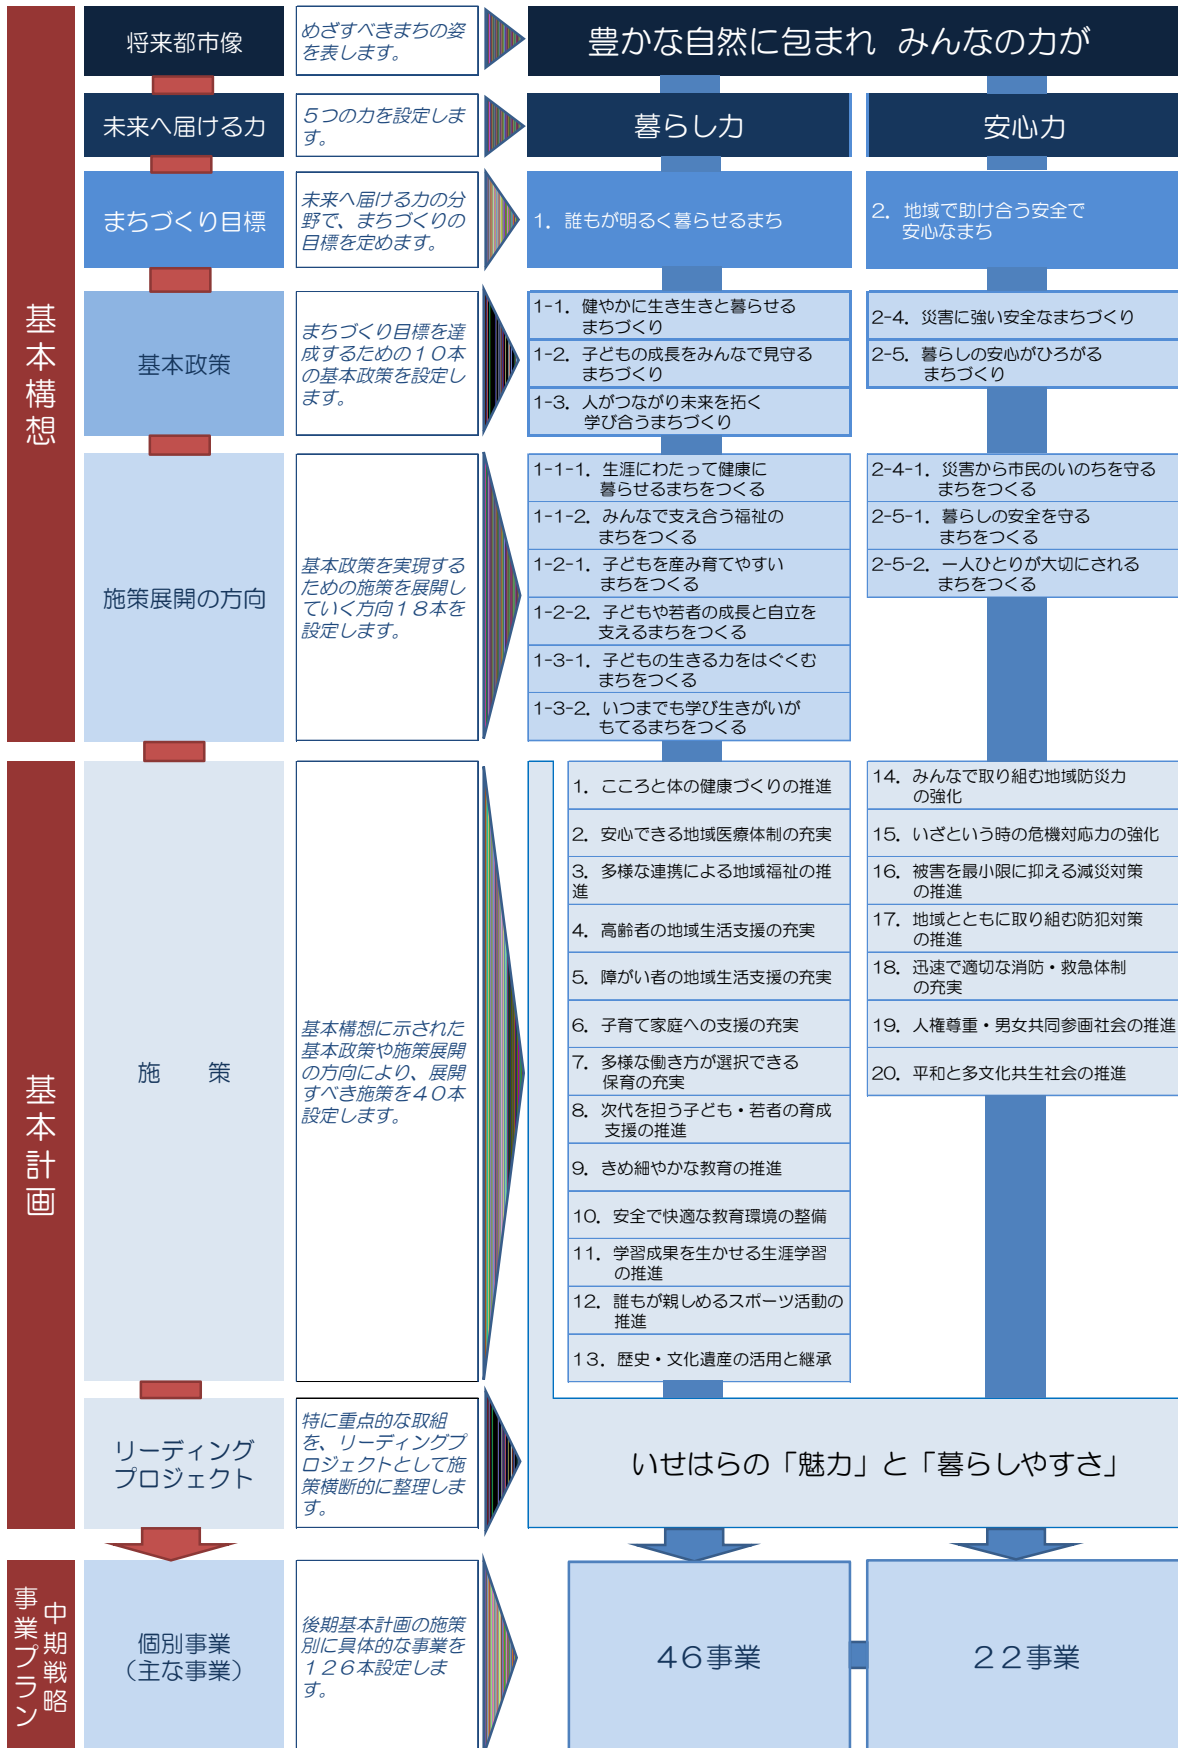 基本構想
将来都市像
めざすべきまちの姿
を表します。
豊かな自然に包まれ みんなの力が
未来へ届ける力
５つの力を設定しま
す。
暮らし力
安心力
まちづくり目標
未来へ届ける力の分
野で、まちづくりの
目標を定めます。
1．誰もが明るく暮らせるまち
2．地域で助け合う安全で
安心なまち
基本政策
まちづくり目標を達
成するための１０本
の基本政策を設定し
ます。
1-1．健やかに生き生きと暮らせる
まちづくり
1-2．子どもの成長をみんなで見守る
まちづくり
1-3．人がつながり未来を拓く
学び合うまちづくり
2-4．災害に強い安全なまちづくり
2-5．暮らしの安心がひろがる
まちづくり
施策展開の方向
基本政策を実現する
ための施策を展開し
ていく方向１８本を
設定します。
1-1-1．生涯にわたって健康に
暮らせるまちをつくる
1-1-2．みんなで支え合う福祉の
まちをつくる
1-2-1．子どもを産み育てやすい
まちをつくる
1-2-2．子どもや若者の成長と自立を
支えるまちをつくる
1-3-1．子どもの生きる力をはぐくむ
まちをつくる
1-3-2．いつまでも学び生きがいが
もてるまちをつくる
2-4-1．災害から市民のいのちを守る
まちをつくる
2-5-1．暮らしの安全を守る
まちをつくる
2-5-2．一人ひとりが大切にされる
まちをつくる
基本計画
施　　策
基本構想に示された
基本政策や施策展開
の方向により、展開
すべき施策を４０本
設定します。
1．こころと体の健康づくりの推進
2．安心できる地域医療体制の充実
3．多様な連携による地域福祉の推
進
4．高齢者の地域生活支援の充実
5．障がい者の地域生活支援の充実
6．子育て家庭への支援の充実
7．多様な働き方が選択できる
保育の充実
8．次代を担う子ども・若者の育成
支援の推進
9．きめ細やかな教育の推進
10．安全で快適な教育環境の整備
11．学習成果を生かせる生涯学習
の推進
12．誰もが親しめるスポーツ活動の
推進
13．歴史・文化遺産の活用と継承
14．みんなで取り組む地域防災力
の強化
15．いざという時の危機対応力の強化
16．被害を最小限に抑える減災対策
の推進
17．地域とともに取り組む防犯対策
の推進
18．迅速で適切な消防・救急体制
の充実
19．人権尊重・男女共同参画社会の推進
20．平和と多文化共生社会の推進
リーディング
プロジェクト
特に重点的な取組
を、リーディングプ
ロジェクトとして施
策横断的に整理しま
す。
いせはらの「魅力」と「暮らしやすさ」
中期戦略
事業プラン
個別事業
（主な事業）
後期基本計画の施策
別に具体的な事業を
１２６本設定しま
す。
４６事業
２２事業